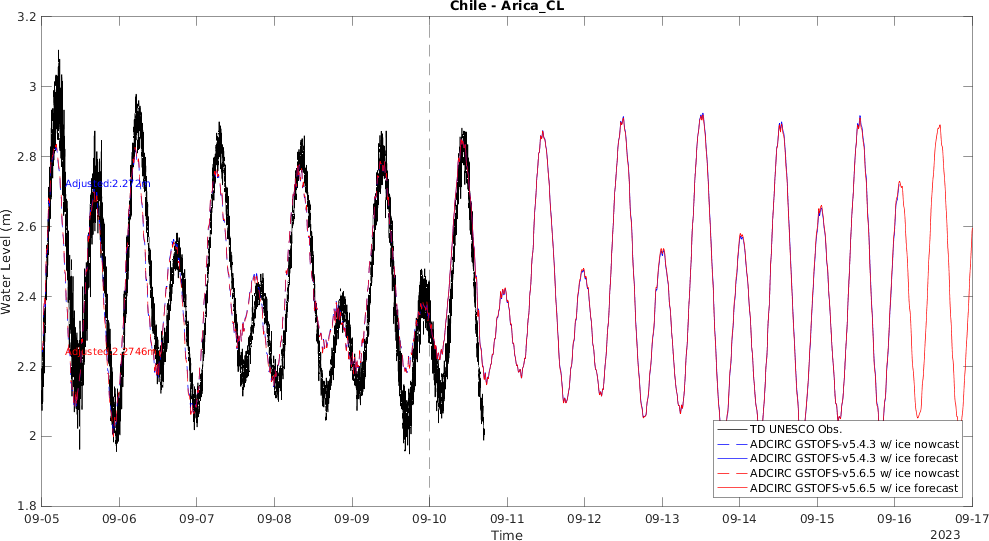 Chile - Arica_CL
3.2
3
2.8
2.6
2.4
2.2
2
1.8
Water Level (m)
Adjusted:2.272m
Adjusted:2.2746m
TD UNESCO Obs.
ADCIRC GSTOFS-v5.4.3 w/ ice nowcast
ADCIRC GSTOFS-v5.4.3 w/ ice forecast
ADCIRC GSTOFS-v5.6.5 w/ ice nowcast
ADCIRC GSTOFS-v5.6.5 w/ ice forecast
09-05 09-06 09-07 09-08 09-09 09-10 09-11 09-12 09-13 09-14 09-15 09-16 09-17
Time
2023